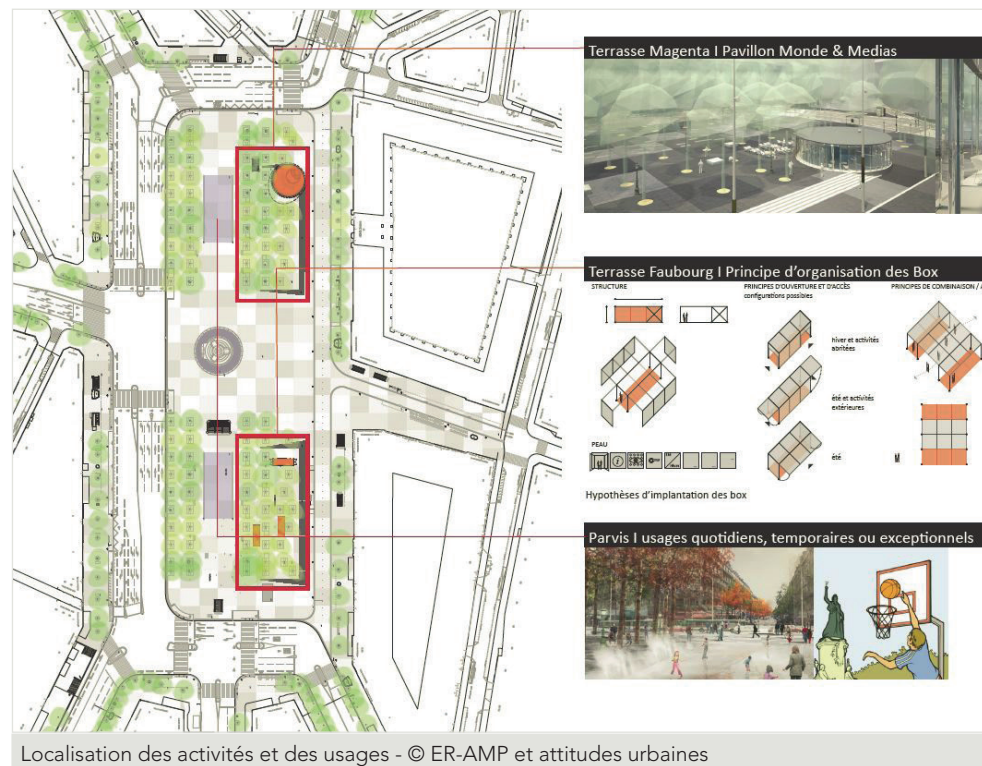 Terrasse Magenta I Pavillon Monde & Medias
Terrasse Faubourg I Principe d'organisation des Box
STRUCTURE
PRINCIPES D'OUVERTURE ET D'ACCÈS
configurations possibles
PRINCIPES DE COMBINAISON / A
hiver et activités
abritées
été et activités
extérieures
été
PEAU
Hypothèses d'implantation des box
Parvis I usages quotidiens, temporaires ou exceptionnels
Localisation des activités et des usages - © ER-AMP et attitudes urbaines